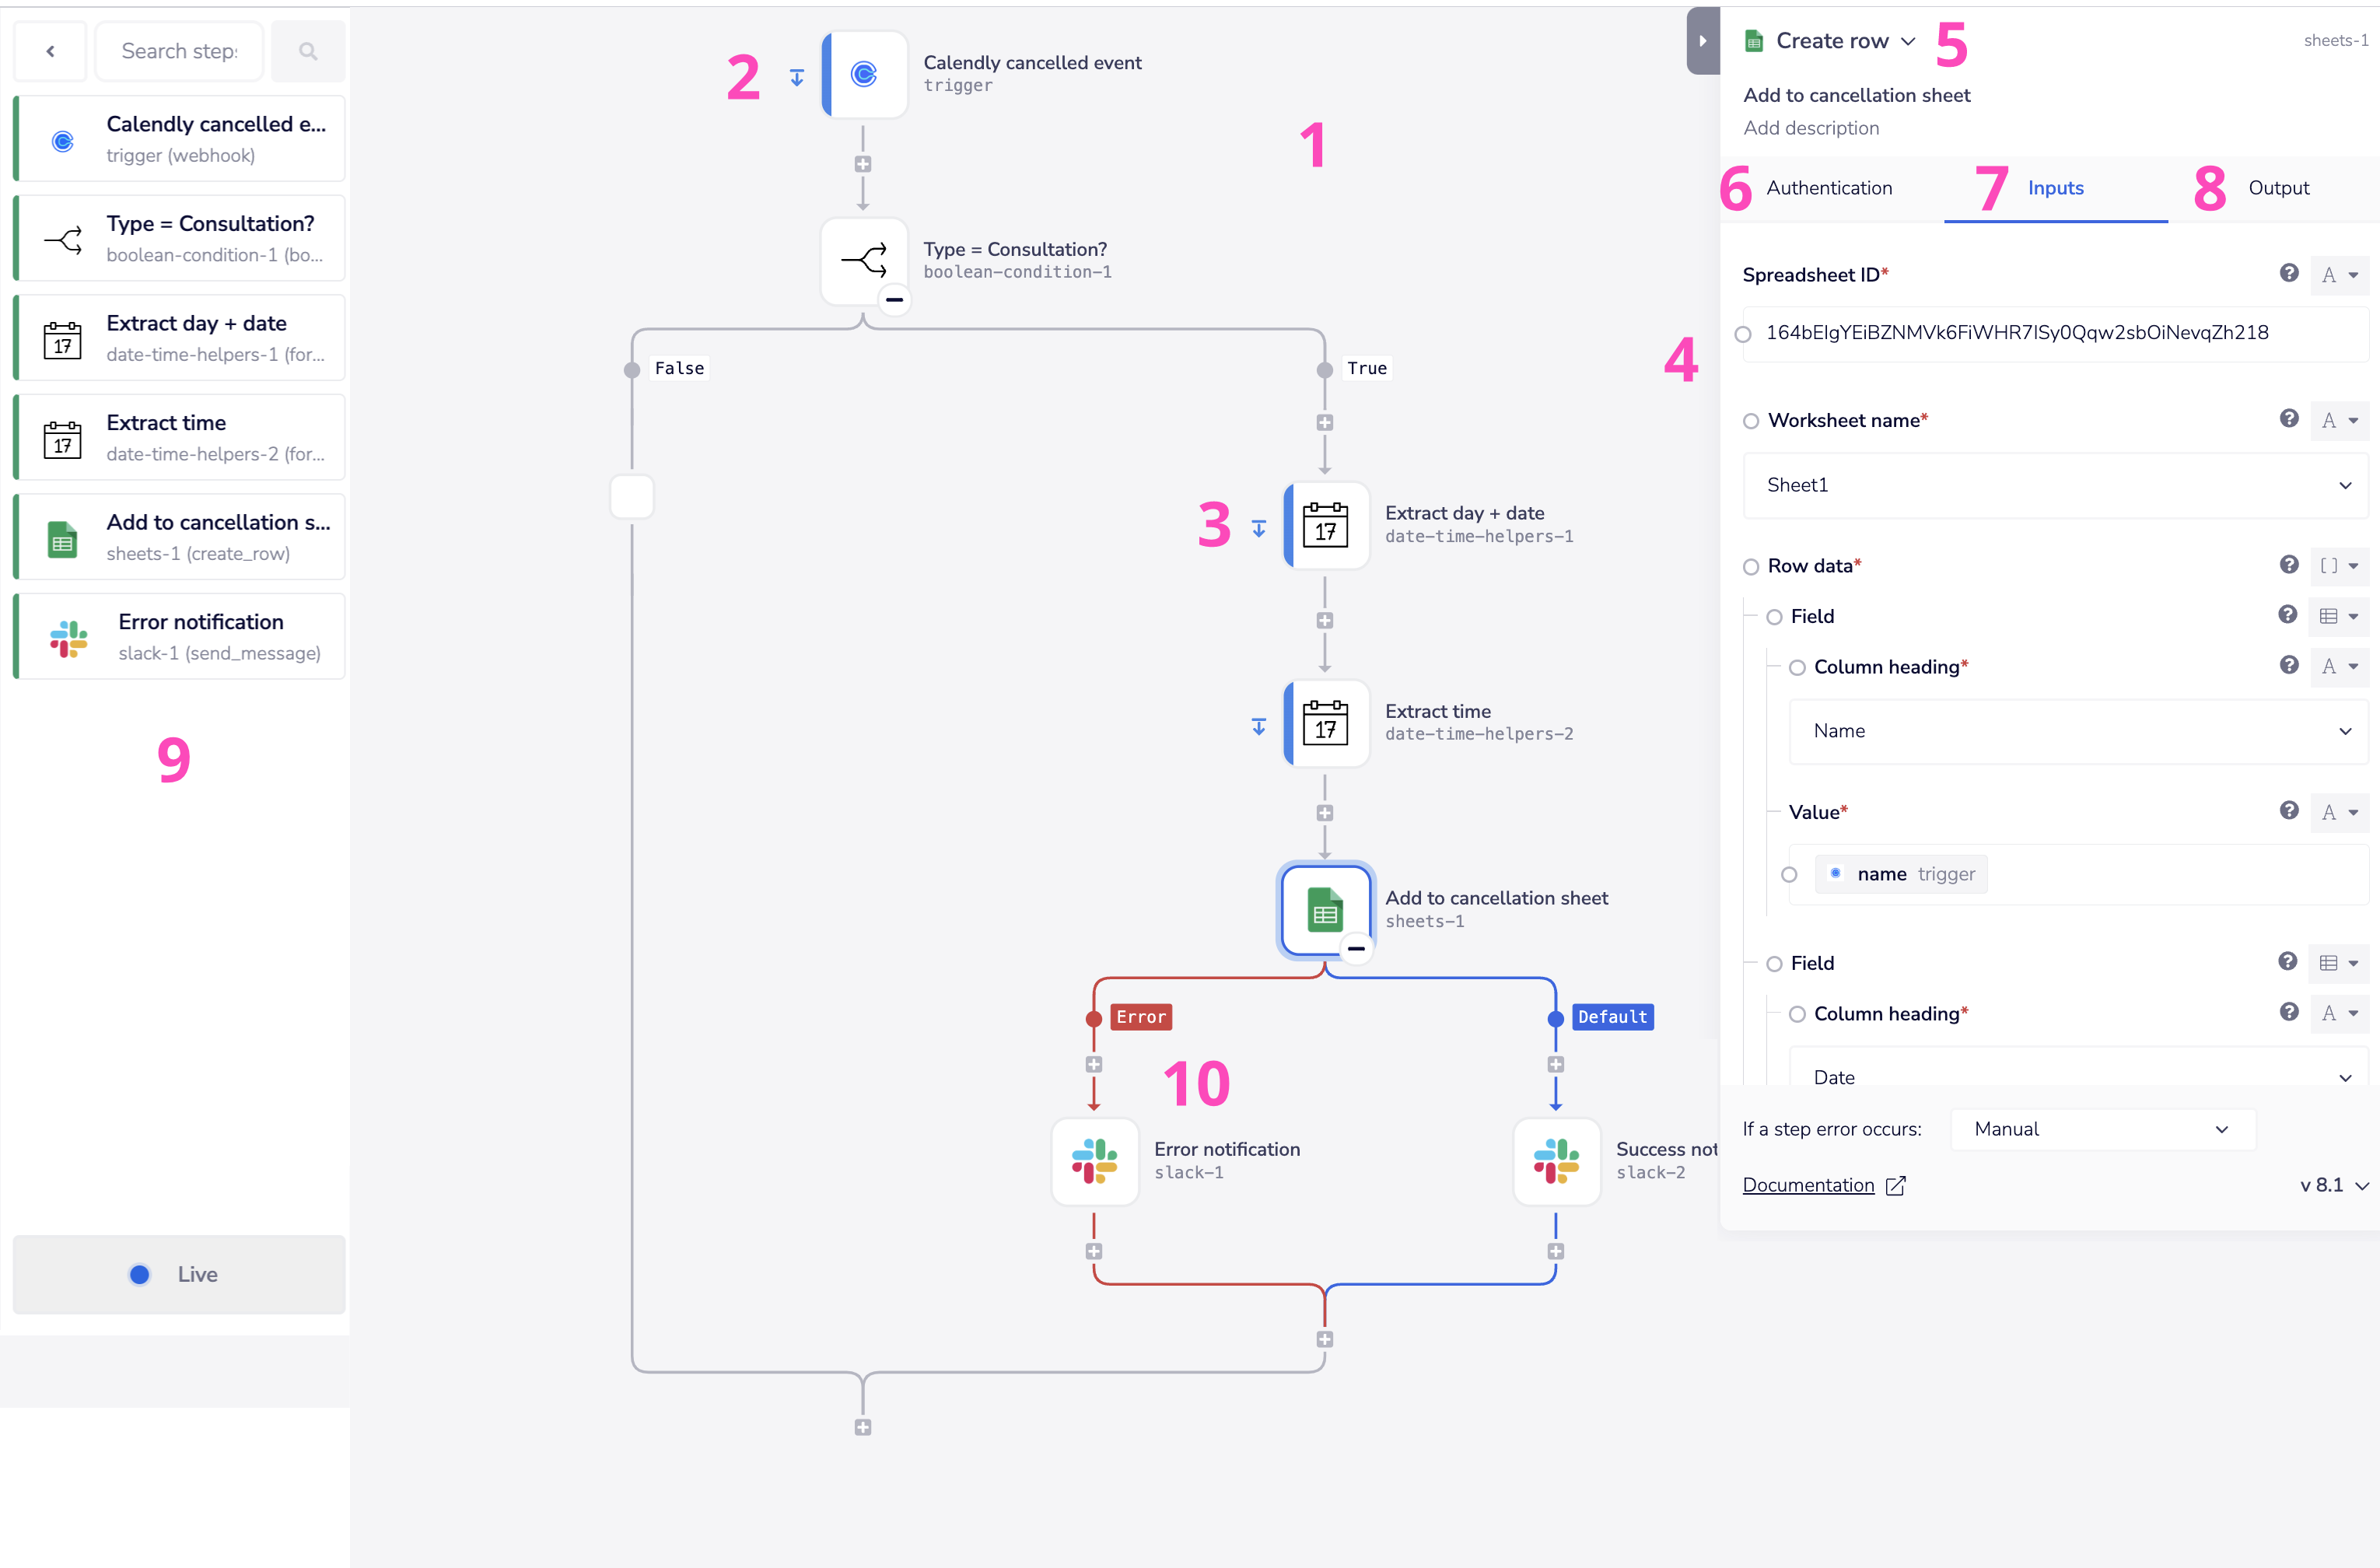 Search step:
Calendly cancelled e...
trigger (webhook)
Type = Consultation?
boolean-condition-1 (bo...
17
Extract day + date
date-time-helpers-1 (for...
17
Extract time
date-time-helpers-2 (for...
Add to cancellation s...
sheets-1 (create_row)
Error notification
slack-1 (send_message)
9
Live
2
Calendly cancelled event
trigger
1
Type = Consultation?
boolean-condition-1
False
True
4
3
17
Extract day + date
date-time-helpers-1
17
Extract time
date-time-helpers-2
Add to cancellation sheet
sheets-1
Error
Default
10
Error notification
slack-1
Success not
slack-2
Create row
5
sheets-1
Add to cancellation sheet
Add description
6 Authentication
7 Inputs
8 Output
Spreadsheet ID*
A
164bElgYEiBZNMVk6FiWHR7ISy0Qqw2sbOiNevqZh218
Worksheet name*
A
Sheet1
Row data*
[]
Field
Column heading*
A
Name
Value*
A
name trigger
Field
Column heading*
A
Date
If a step error occurs: Manual
Documentation
v 8.1